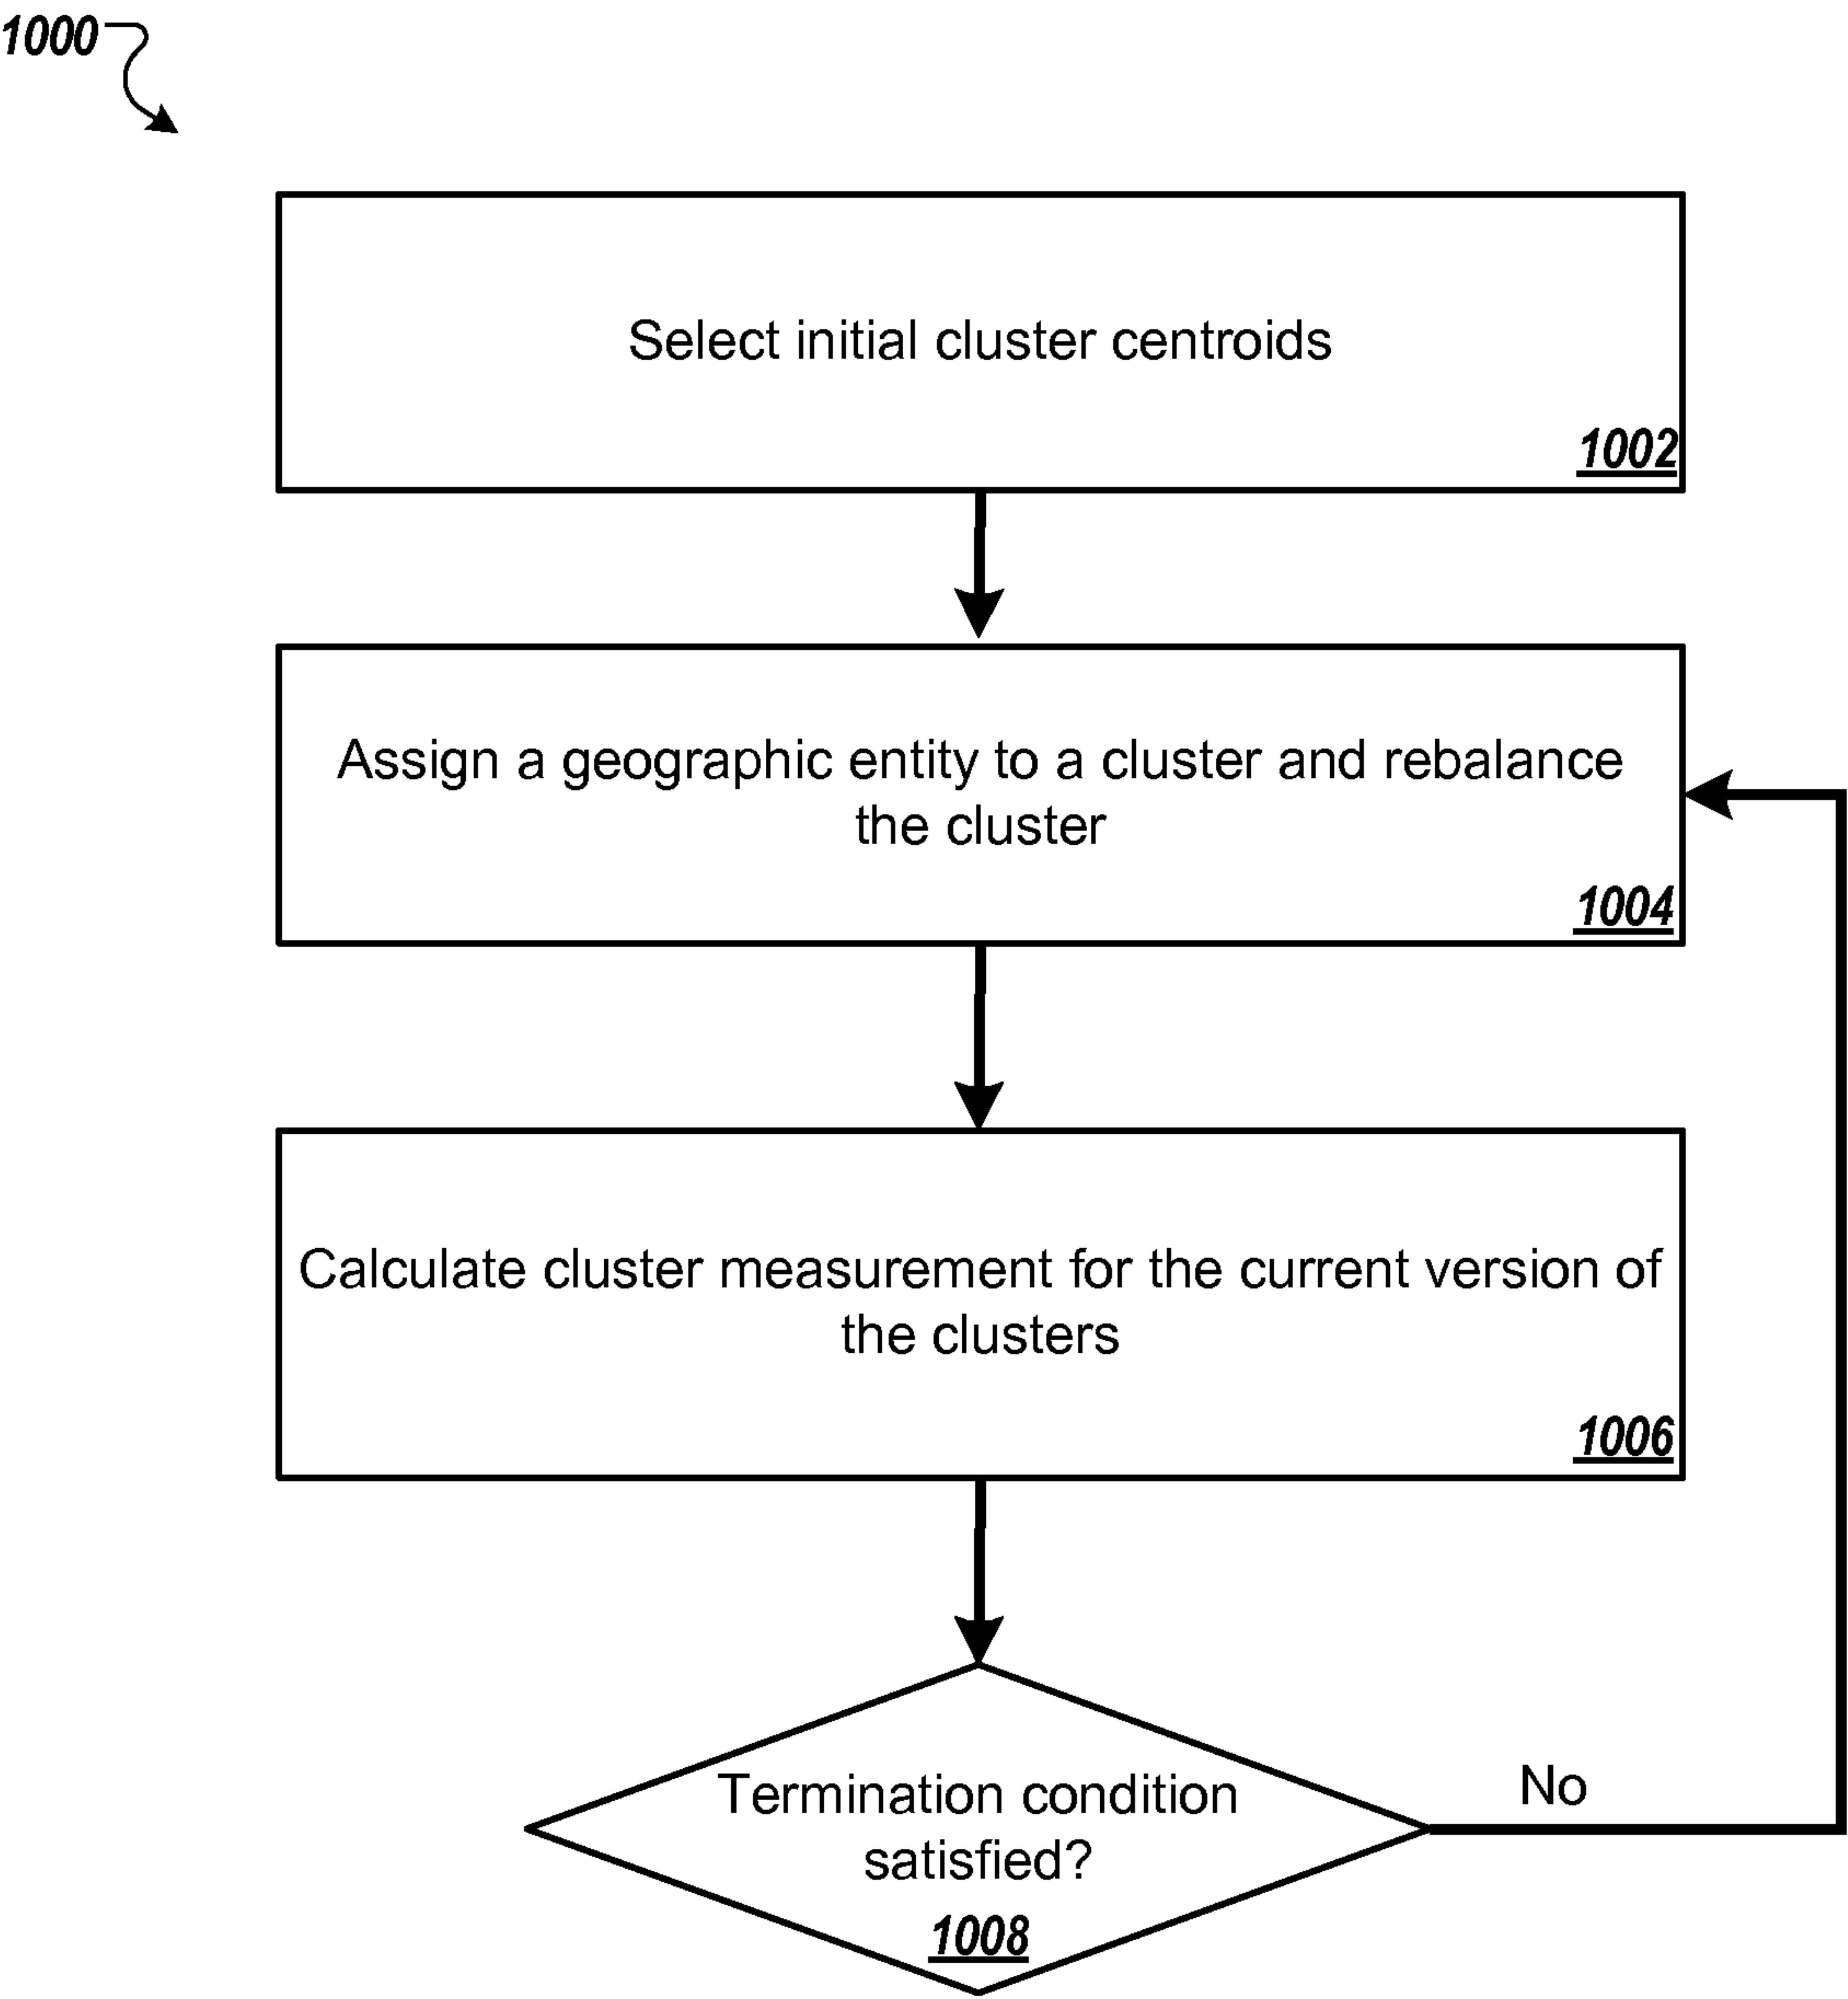 1000
Select initial cluster centroids
1002
Assign a geographic entity to a cluster and rebalance
the cluster
1004
Calculate cluster measurement for the current version of
the clusters
1006
Termination condition
satisfied?
1008
No